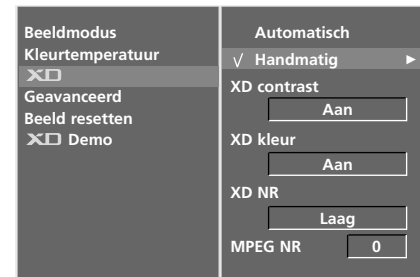 Beeldmodus
Kleurtemperatuur
XD
Geavanceerd
Beeld resetten
XD Demo
Automatisch
√ Handmatig ►
XD contrast
Aan
XD kleur
Aan
XD NR
Laag
MPEG NR 0